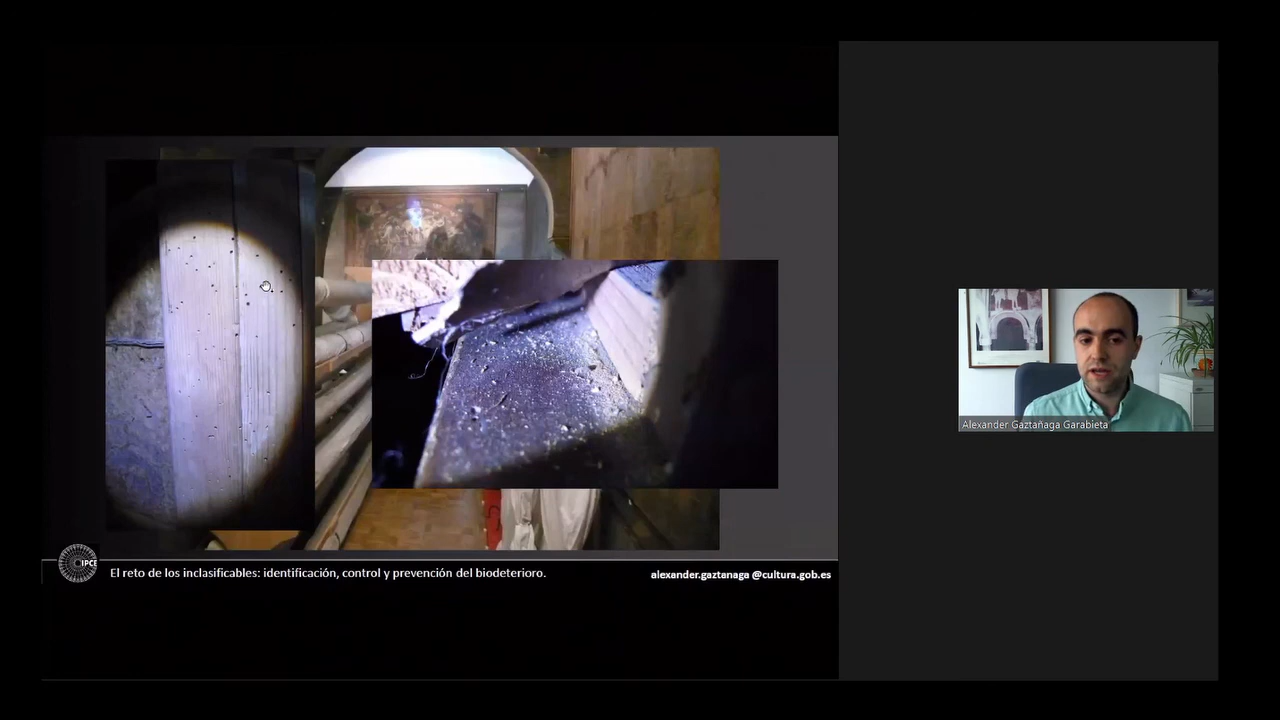 IPCE
El reto de los inclasificables: identificación, control y prevención del biodeterioro.
alexander.gaztanaga @cultura.gob.es
Alexander Gaztañaga Garabieta